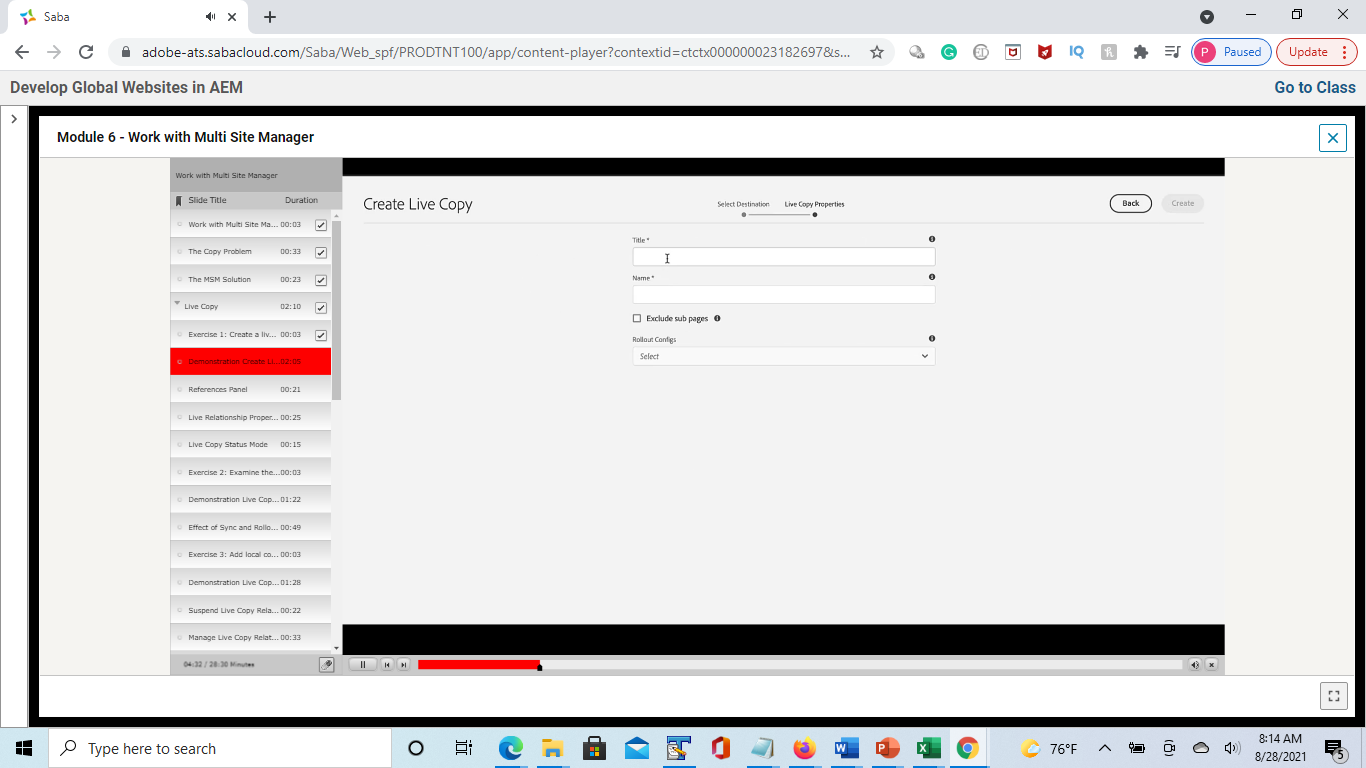 Saba
adobe-ats.sabacloud.com/Saba/Web_spf/PRODTNT100/app/content-player?contextid=ctctx0000000023182697&s...
P Paused
Update
Develop Global Websites in AEM
Go to Class
Module 6 - Work with Multi Site Manager
Work with Multi Site Manager
Slide Title Duration
Work with Multi Site Ma... 00:03
The Copy Problem 00:33
The MSM Solution 00:23
Live Copy 02:10
Exercise 1: Create a liv... 00:03
Demonstration Create Li... 02:05
References Panel 00:21
Live Relationship Proper... 00:25
Live Copy Status Mode 00:15
Exercise 2: Examine the... 00:03
Demonstration Live Cop... 01:22
Effect of Sync and Rollo... 00:49
Exercise 3: Add local co... 00:03
Demonstration Live Cop... 01:28
Suspend Live Copy Rela... 00:22
Manage Live Copy Relat... 00:33
04:32 / 28:30 Minutes
Create Live Copy
Select Destination Live Copy Properties
Back
Create
Title *
Name *
Exclude sub pages
Rollout Configs
Select
Type here to search
76°F
8:14 AM
8/28/2021
5